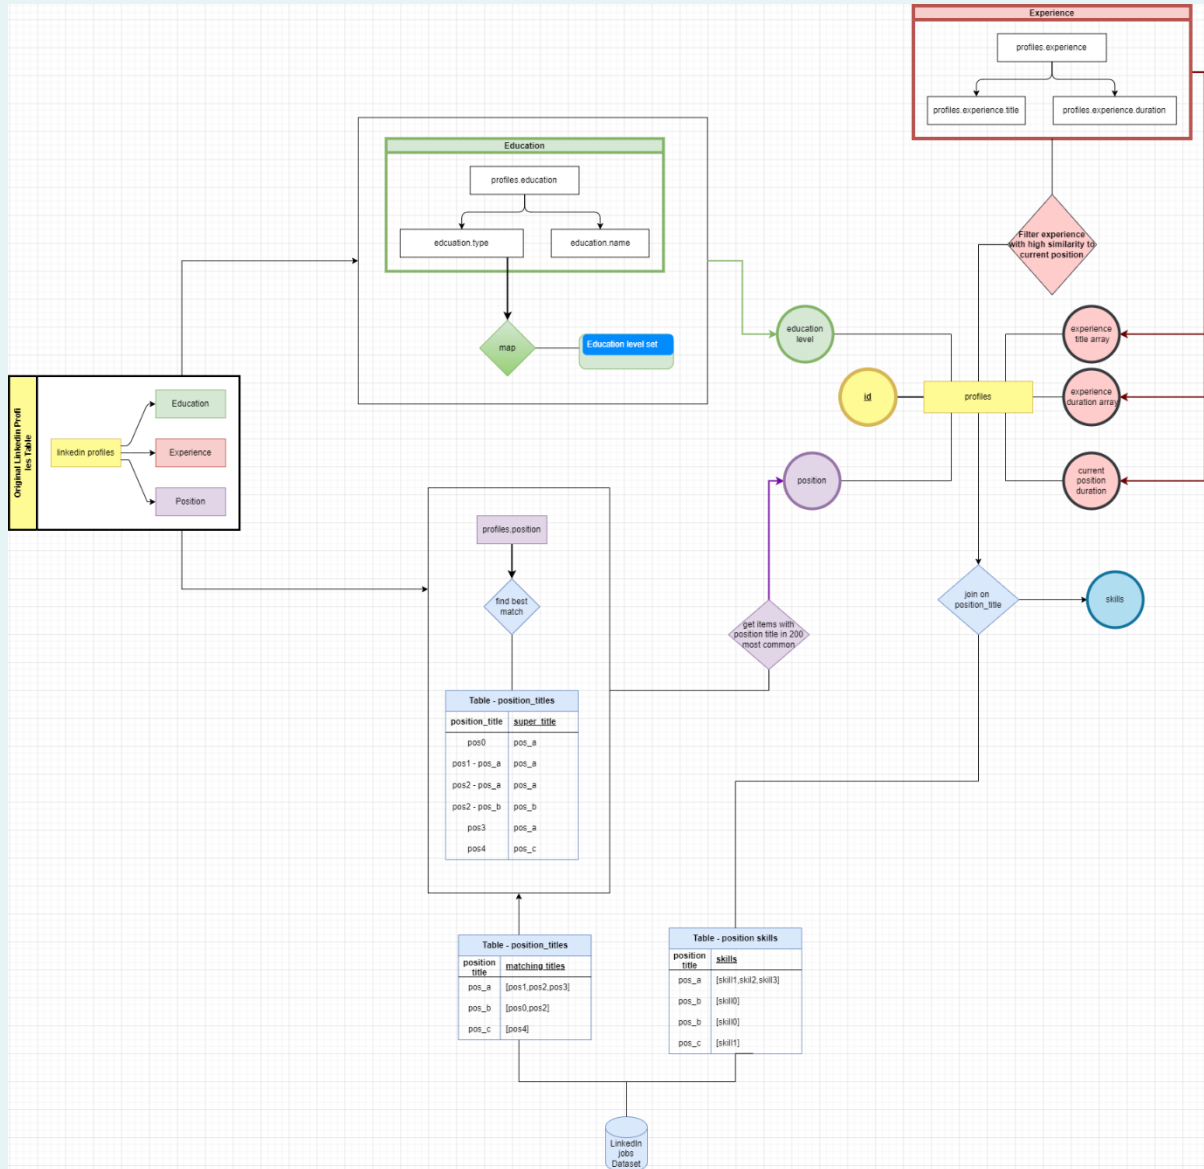 Experience
profiles.experience
profiles.experience.title
profiles.experience.duration
Filter experience
with high similarity to
current position
Education
profiles.education
edcuation.type
education.name
map
Education level set
education
level
experience
title array
id
profiles
experience
duration array
position
current
position
duration
Original Linkedin Profi
les Table
linkedin profiles
Education
Experience
Position
profiles.position
find best
match
get items with
position title in 200
most common
join on
position_title
skills
Table - position_titles
position_title super_title
pos0 pos_a
pos1 - pos_a pos_a
pos2 - pos_a pos_a
pos2 - pos_b pos_b
pos3 pos_a
pos4 pos_c
Table - position_titles
position
title
matching titles
pos_a [pos1,pos2,pos3]
pos_b [pos0,pos2]
pos_c [pos4]
Table - position skills
position
title
skills
pos_a [skill1,skil2,skill3]
pos_b [skill0]
pos_b [skill0]
pos_c [skill1]
LinkedIn
jobs
Dataset